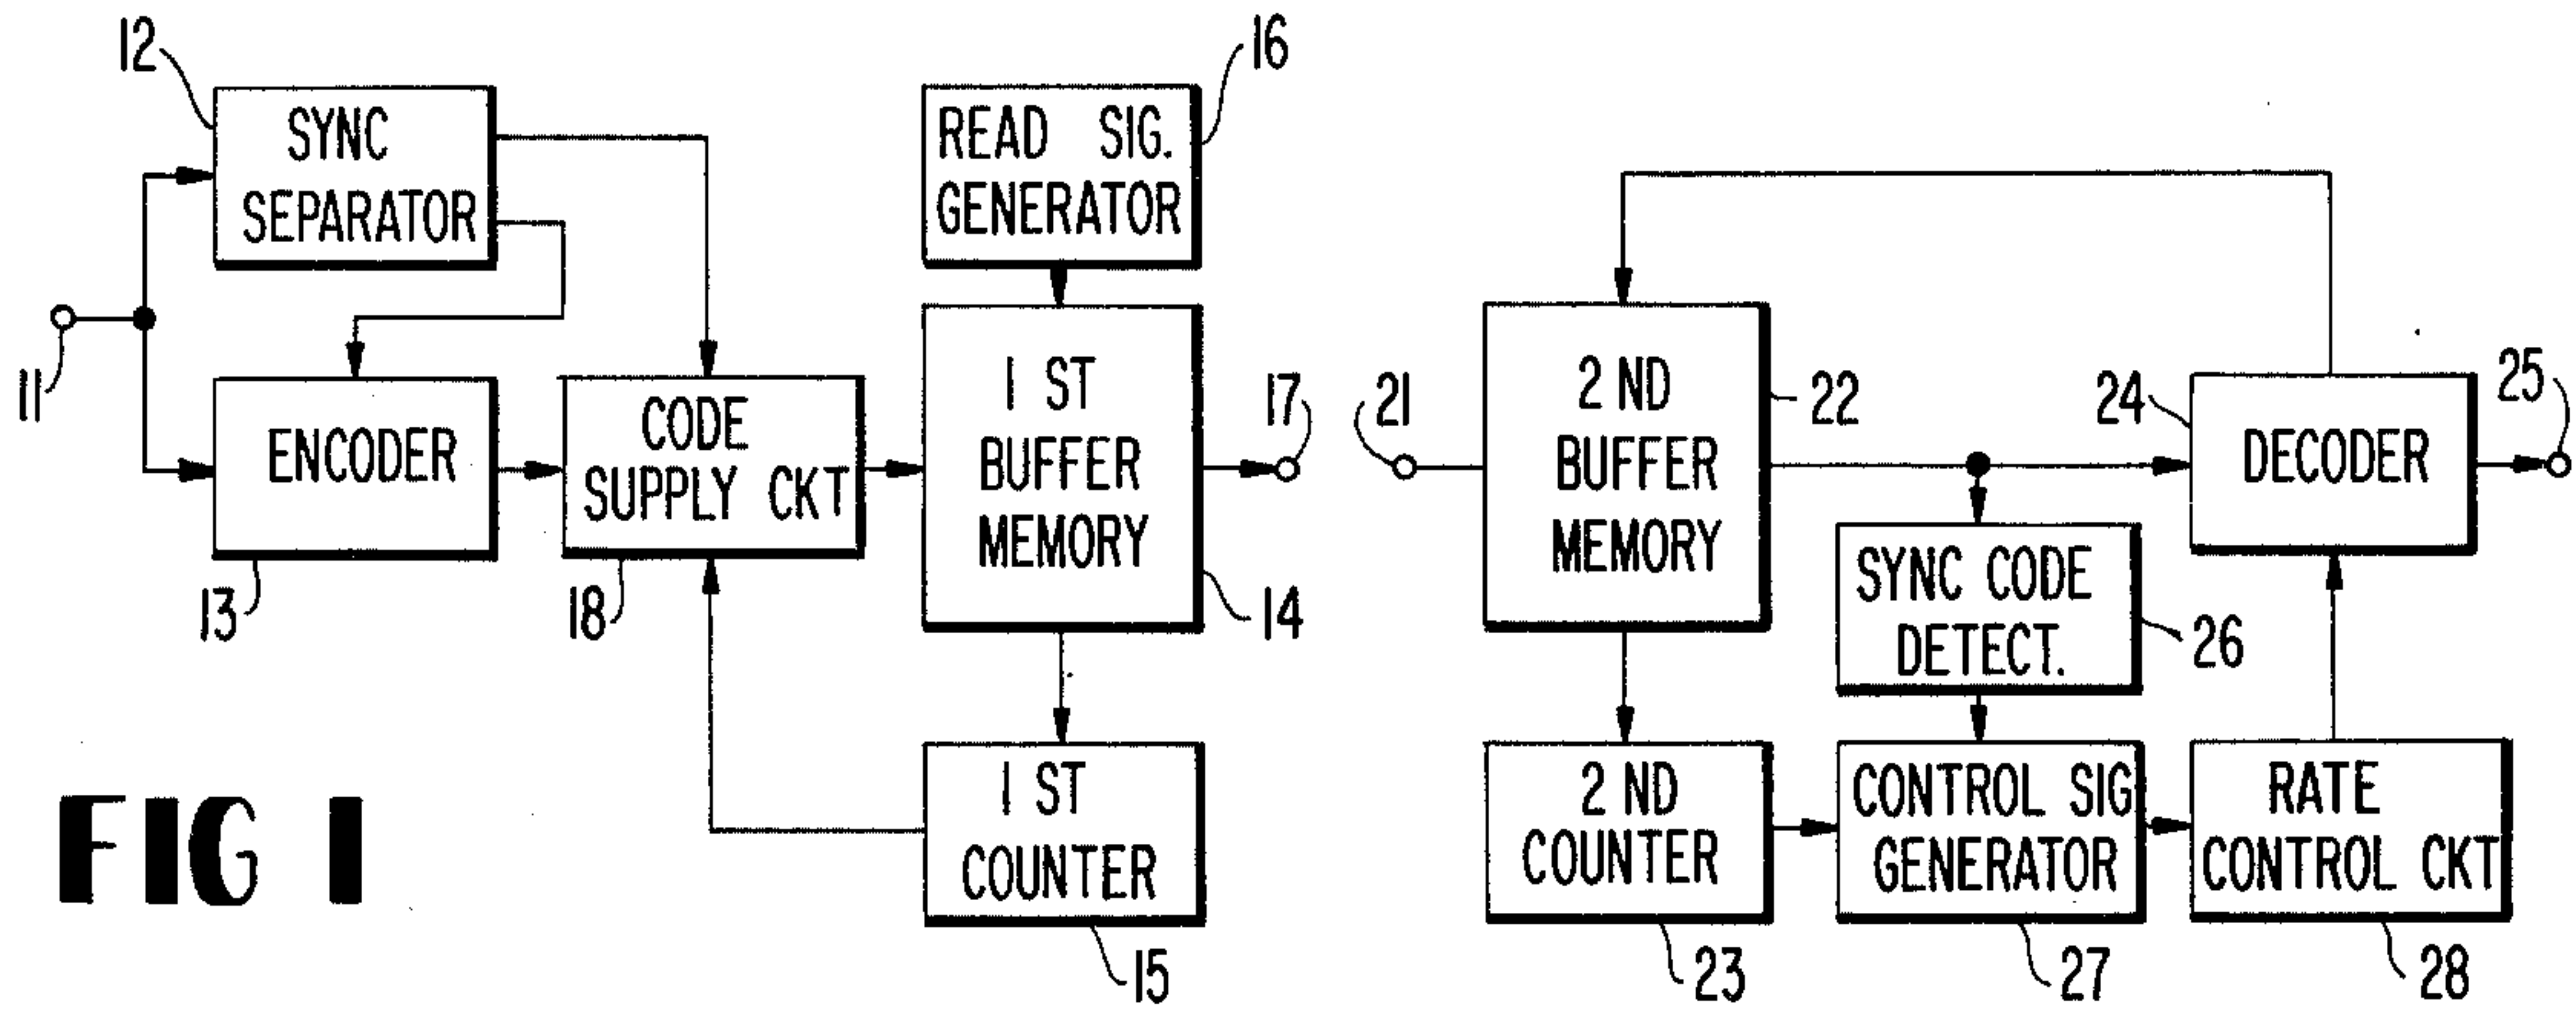 12
SYNC
SEPARATOR
16
READ SIG.
GENERATOR
11
ENCODER
13
CODE
SUPPLY CKT
18
1 ST
BUFFER
MEMORY
14
17
1 ST
COUNTER
15
21
2 ND
BUFFER
MEMORY
22
24
DECODER
25
SYNC CODE
DETECT.
26
2 ND
COUNTER
23
CONTROL SIG
GENERATOR
27
RATE
CONTROL CKT
28
FIG 1